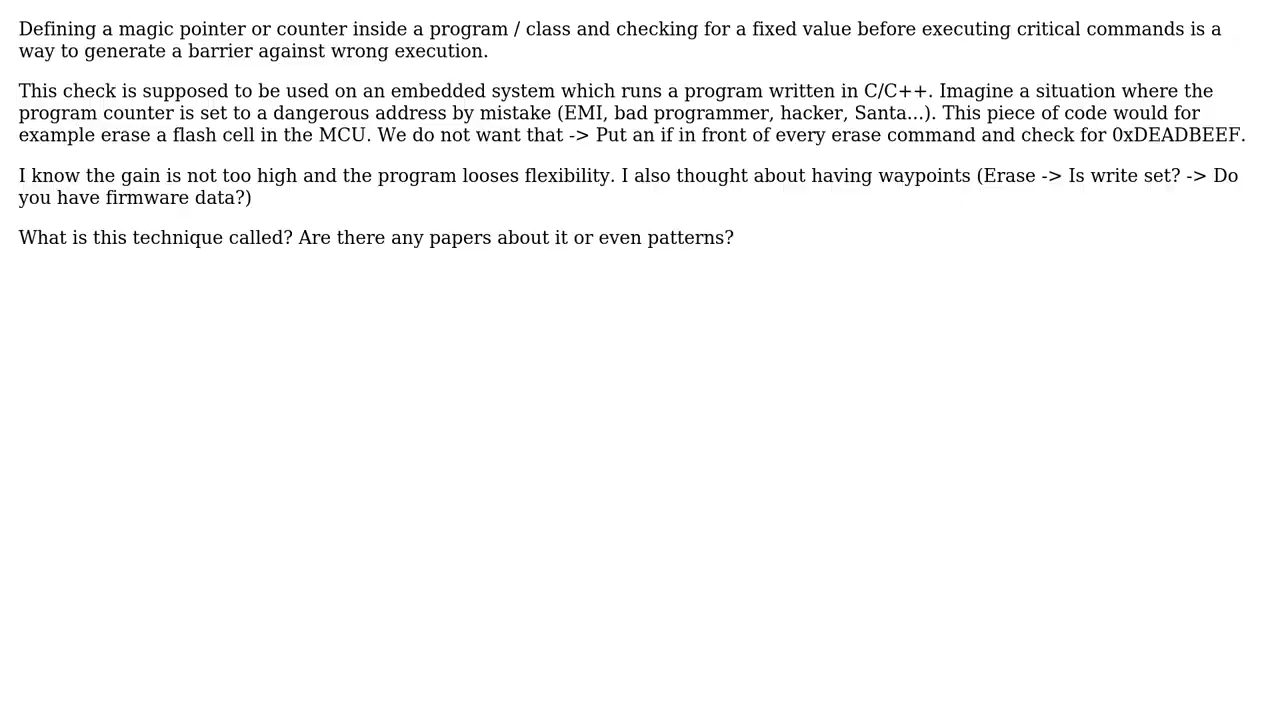 Defining a magic pointer or counter inside a program / class and checking for a fixed value before executing critical commands is a
way to generate a barrier against wrong execution.
This check is supposed to be used on an embedded system which runs a program written in C/C++. Imagine a situation where the
program counter is set to a dangerous address by mistake (EMI, bad programmer, hacker, Santa...). This piece of code would for
example erase a flash cell in the MCU. We do not want that -> Put an if in front of every erase command and check for 0xDEADBEEF.
I know the gain is not too high and the program looses flexibility. I also thought about having waypoints (Erase -> Is write set? -> Do
you have firmware data?)
What is this technique called? Are there any papers about it or even patterns?